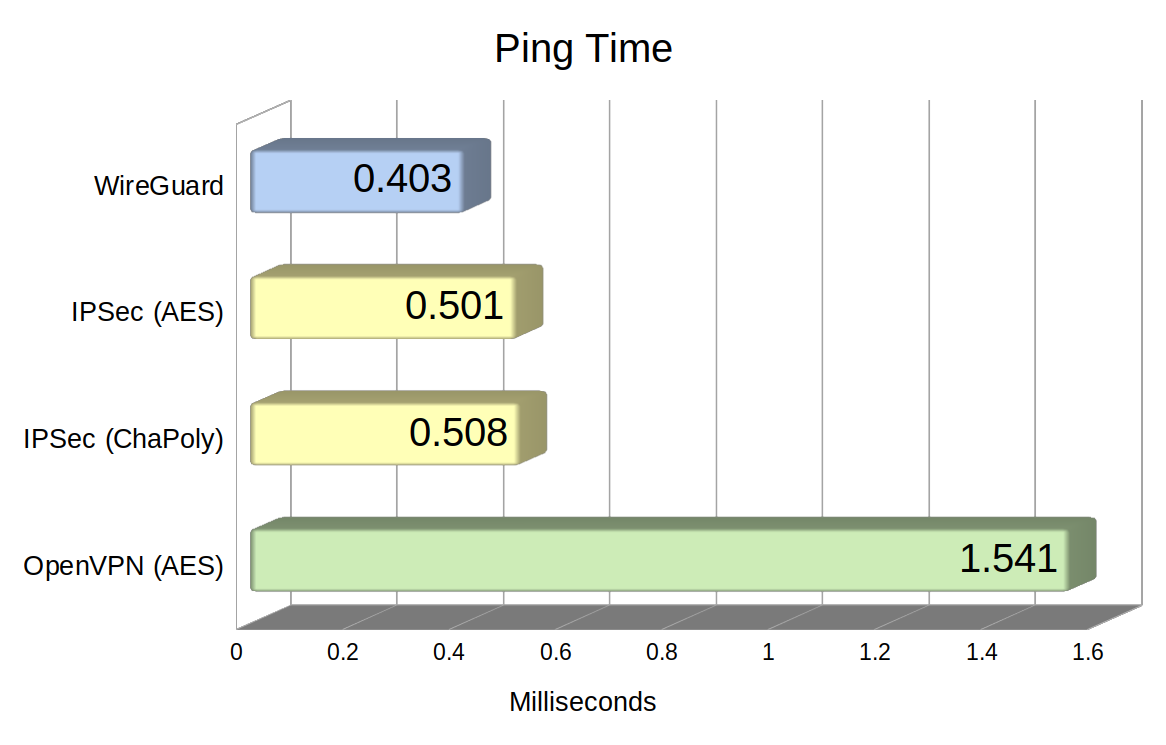 Ping Time
WireGuard
0.403
IPSec (AES)
0.501
IPSec (ChaPoly)
0.508
OpenVPN (AES)
1.541
0 0.2 0.4 0.6 0.8 1 1.2 1.4 1.6
Milliseconds